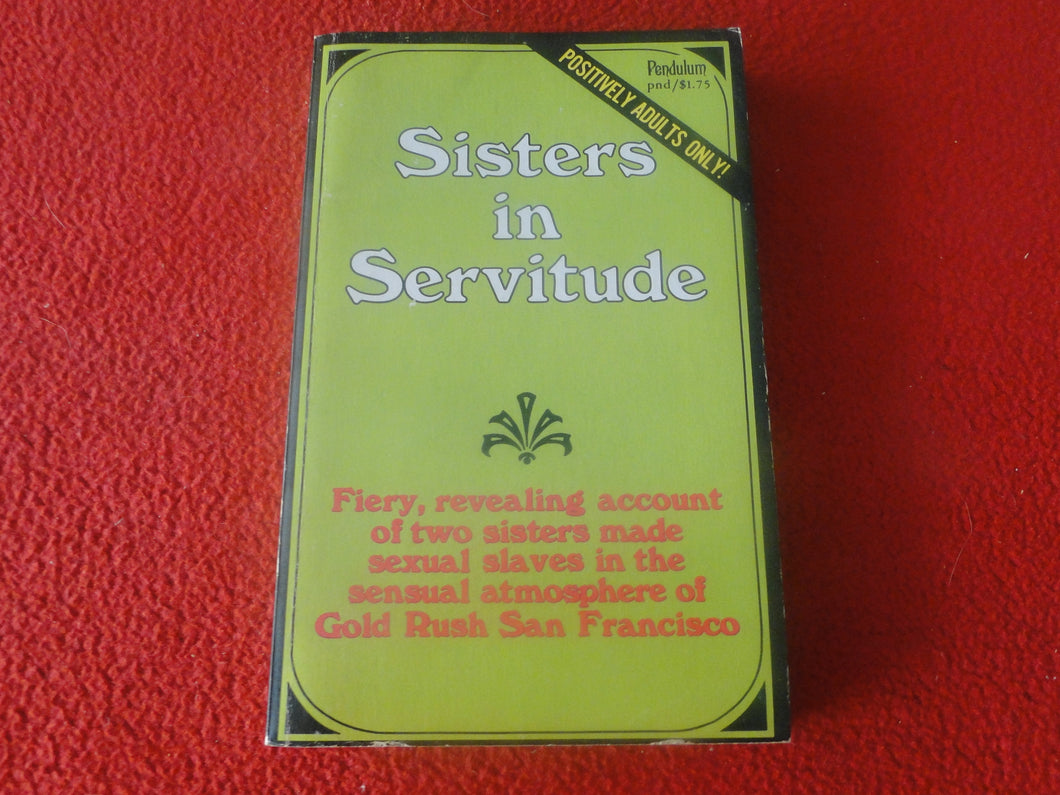 Pendulum
pnd/$1.75
POSITIVELY ADULTS ONLY!
Sisters
in
Servitude
Fiery, revealing account
of two sisters made
sexual slaves in the
sensual atmosphere of
Gold Rush San Francisco